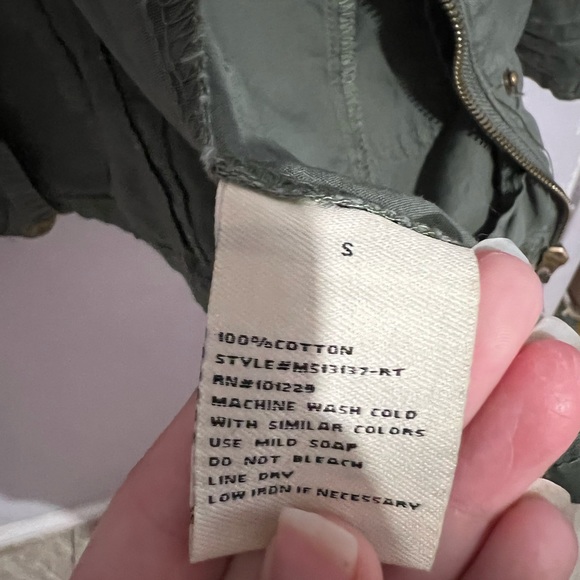 S
100%COTTON
STYLE#MS13137-RT
RN#101229
MACHINE WASH COLD
WITH SIMILAR COLORS
USE MILD SOAP
DO NOT BLEACH
LINE DRY
LOW IRON IF NECESSARY